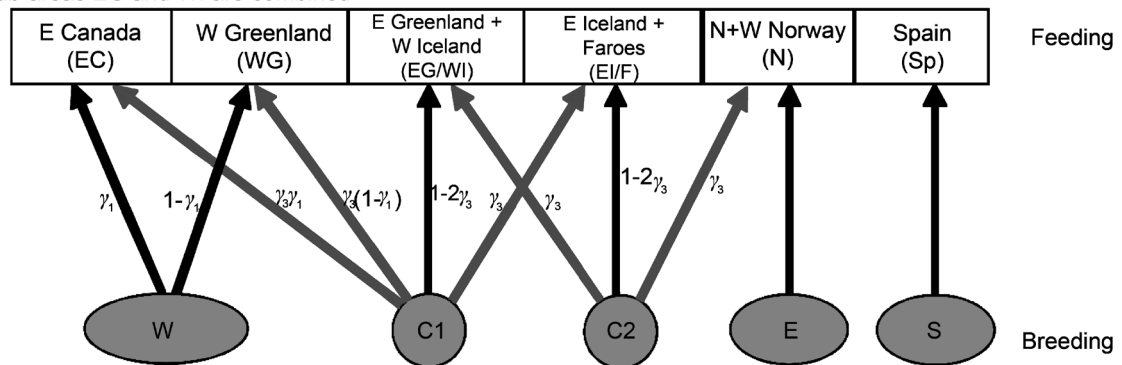 E Canada
(EC)
W Greenland
(WG)
E Greenland +
W Iceland
(EG/WI)
E Iceland +
Faroes
(EI/F)
N+W Norway
(N)
Spain
(Sp)
Feeding
γ₁
1-γ₁
γ₃γ₁
γ₃(1-γ₁)
1-2γ₃
γ₃
γ₃
1-2γ₃
γ₃
W
C1
C2
E
S
Breeding